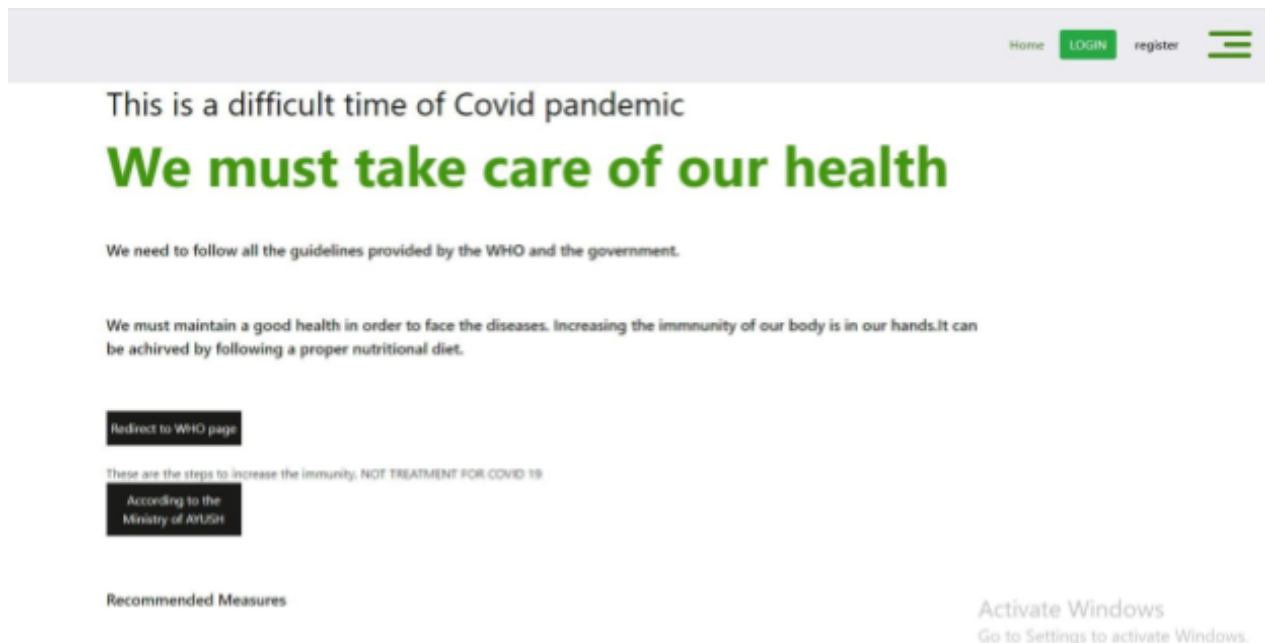 Home LOGIN register
This is a difficult time of Covid pandemic
We must take care of our health
We need to follow all the guidelines provided by the WHO and the government.
We must maintain a good health in order to face the diseases. Increasing the immnunity of our body is in our hands.It can
be achirved by following a proper nutritional diet.
Redirect to WHO page
These are the steps to increase the immunity. NOT TREATMENT FOR COVID 19
According to the
Ministry of AYUSH
Recommended Measures
Activate Windows
Go to Settings to activate Windows.